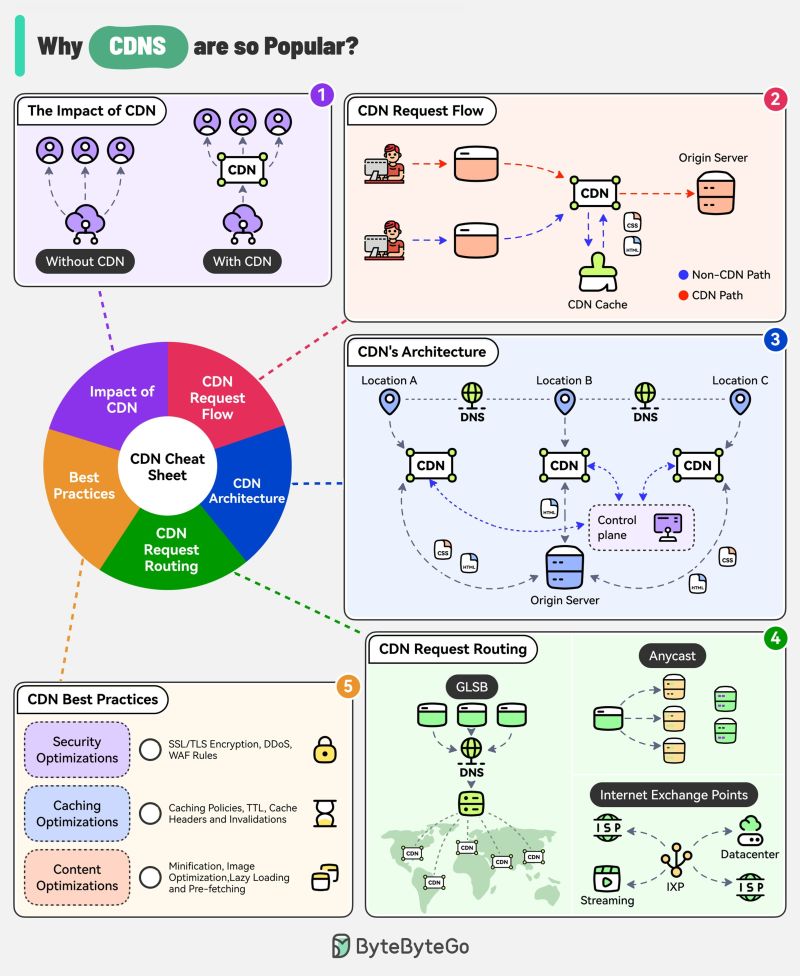 Why CDNS are so Popular?
1
The Impact of CDN
CDN
Without CDN
With CDN
2
CDN Request Flow
Origin Server
CDN
CSS
HTML
CDN Cache
Non-CDN Path
CDN Path
Impact of
CDN
CDN
Request
Flow
CDN Cheat
Sheet
Best
Practices
CDN
Architecture
CDN
Request
Routing
3
CDN's Architecture
Location A
Location B
Location C
DNS
DNS
CDN
CDN
CDN
HTML
Control
plane
CSS
HTML
CSS
HTML
Origin Server
4
CDN Request Routing
GLSB
DNS
CDN
CDN
CDN
CDN
CDN
Anycast
Internet Exchange Points
ISP
Datacenter
Streaming
IXP
ISP
5
CDN Best Practices
Security
Optimizations
SSL/TLS Encryption, DDoS,
WAF Rules
Caching
Optimizations
Caching Policies, TTL, Cache
Headers and Invalidations
Content
Optimizations
Minification, Image
Optimization,Lazy Loading
and Pre-fetching
ByteByteGo